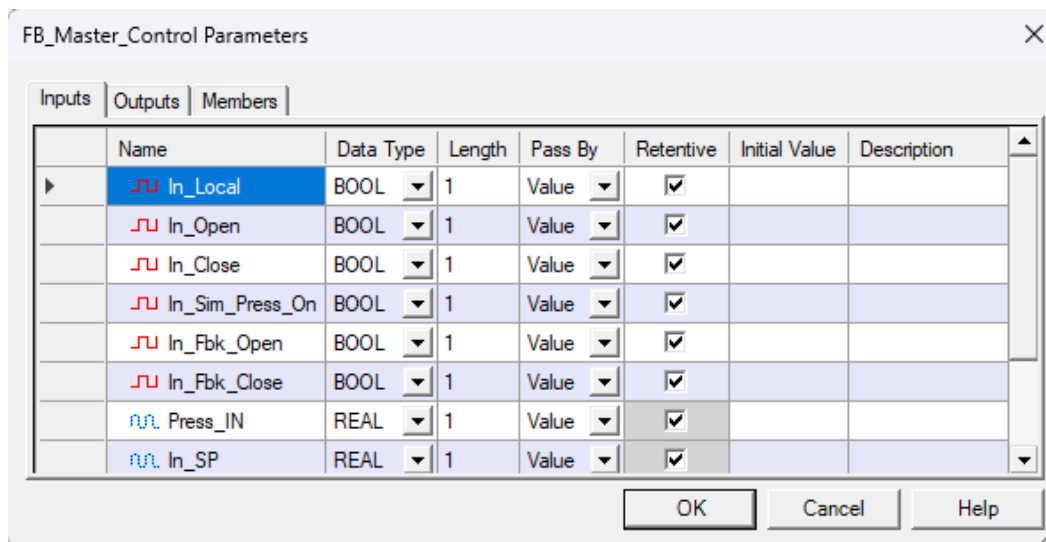 FB_Master_Control Parameters
Inputs Outputs Members
Name Data Type Length Pass By Retentive Initial Value Description
In_Local BOOL 1 Value
In_Open BOOL 1 Value
In_Close BOOL 1 Value
In_Sim_Press_On BOOL 1 Value
In_Fbk_Open BOOL 1 Value
In_Fbk_Close BOOL 1 Value
Press_IN REAL 1 Value
In_SP REAL 1 Value
OK Cancel Help